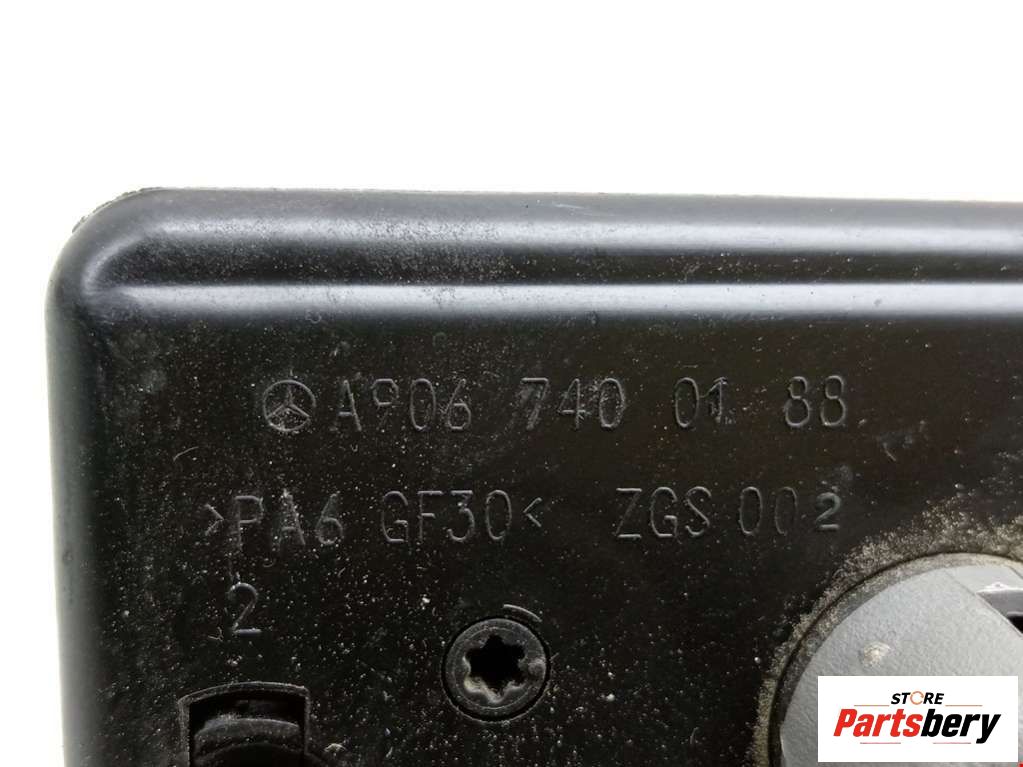 A906 740 01 88
>PA6 GF30< ZGS 002
2
STORE
Partsbery